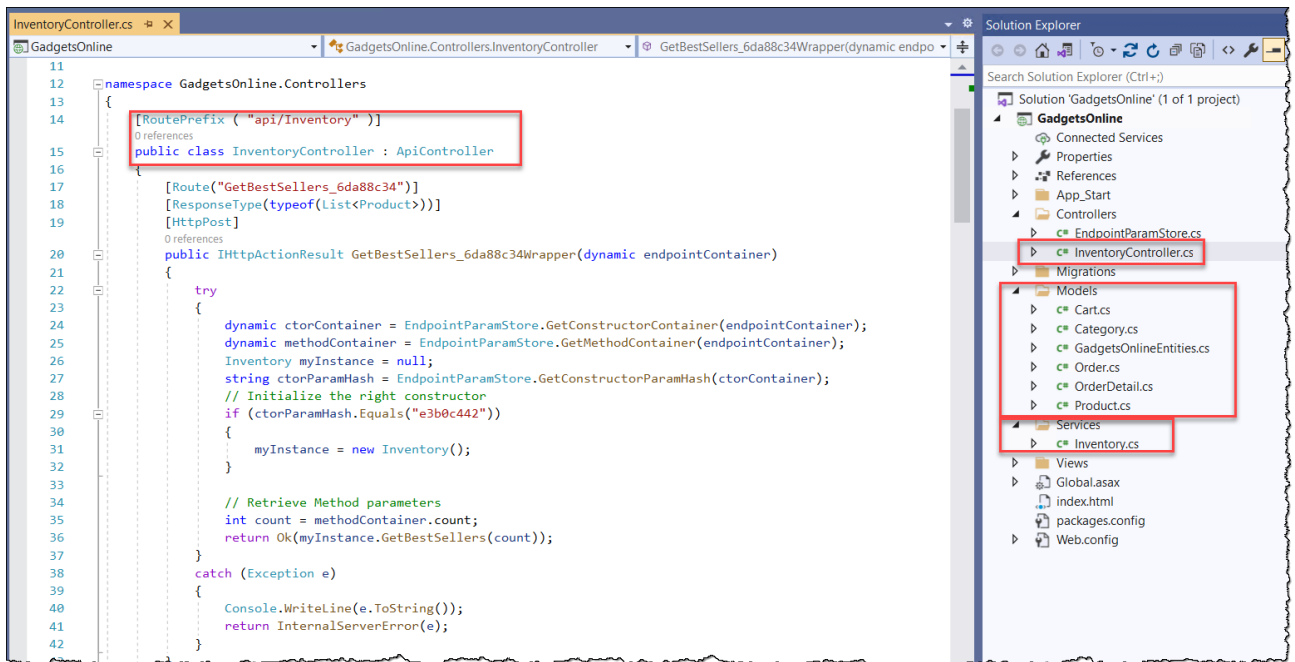 InventoryController.cs
GadgetsOnline
GadgetsOnline.Controllers.InventoryController
GetBestSellers_6da88c34Wrapper(dynamic endpo
11
12 namespace GadgetsOnline.Controllers
13 {
14 [RoutePrefix ( "api/Inventory" )]
0 references
15 public class InventoryController : ApiController
16 {
17 [Route("GetBestSellers_6da88c34")]
18 [ResponseType(typeof(List<Product>))]
19 [HttpPost]
0 references
20 public IHttpActionResult GetBestSellers_6da88c34Wrapper(dynamic endpointContainer)
21 {
22 try
23 {
24 dynamic ctorContainer = EndpointParamStore.GetConstructorContainer(endpointContainer);
25 dynamic methodContainer = EndpointParamStore.GetMethodContainer(endpointContainer);
26 Inventory myInstance = null;
27 string ctorParamHash = EndpointParamStore.GetConstructorParamHash(ctorContainer);
28 // Initialize the right constructor
29 if (ctorParamHash.Equals("e3b0c442"))
30 {
31 myInstance = new Inventory();
32 }
33
34 // Retrieve Method parameters
35 int count = methodContainer.count;
36 return Ok(myInstance.GetBestSellers(count));
37 }
38 catch (Exception e)
39 {
40 Console.WriteLine(e.ToString());
41 return InternalServerError(e);
42 }
Solution Explorer
Search Solution Explorer (Ctrl+;)
Solution 'GadgetsOnline' (1 of 1 project)
GadgetsOnline
Connected Services
Properties
References
App_Start
Controllers
C# EndpointParamStore.cs
C# InventoryController.cs
Migrations
Models
C# Cart.cs
C# Category.cs
C# GadgetsOnlineEntities.cs
C# Order.cs
C# OrderDetail.cs
C# Product.cs
Services
C# Inventory.cs
Views
Global.asax
index.html
packages.config
Web.config